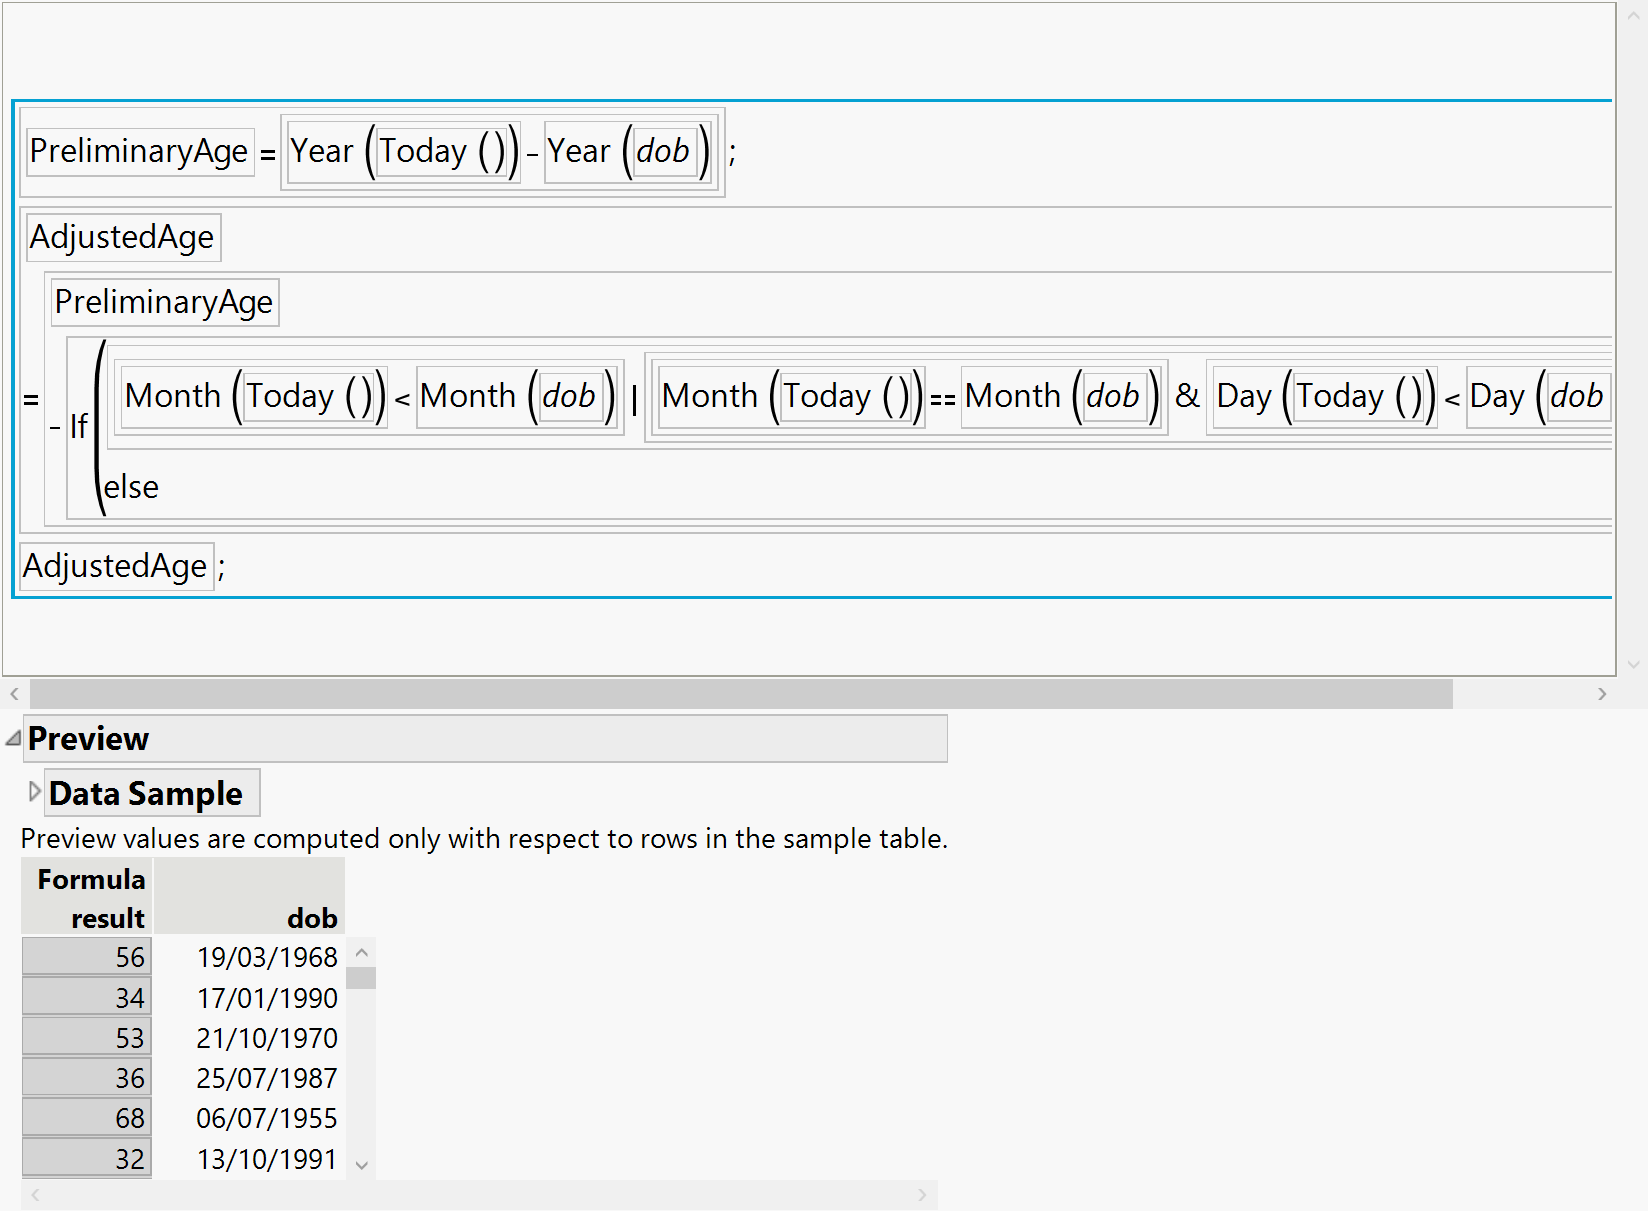 PreliminaryAge = Year (Today ()) - Year (dob) ;
AdjustedAge
PreliminaryAge
= - If (Month (Today ()) < Month (dob) | Month (Today ()) == Month (dob) & Day (Today ()) < Day (dob
else
AdjustedAge ;
Preview
Data Sample
Preview values are computed only with respect to rows in the sample table.
Formula
result dob
56 19/03/1968
34 17/01/1990
53 21/10/1970
36 25/07/1987
68 06/07/1955
32 13/10/1991